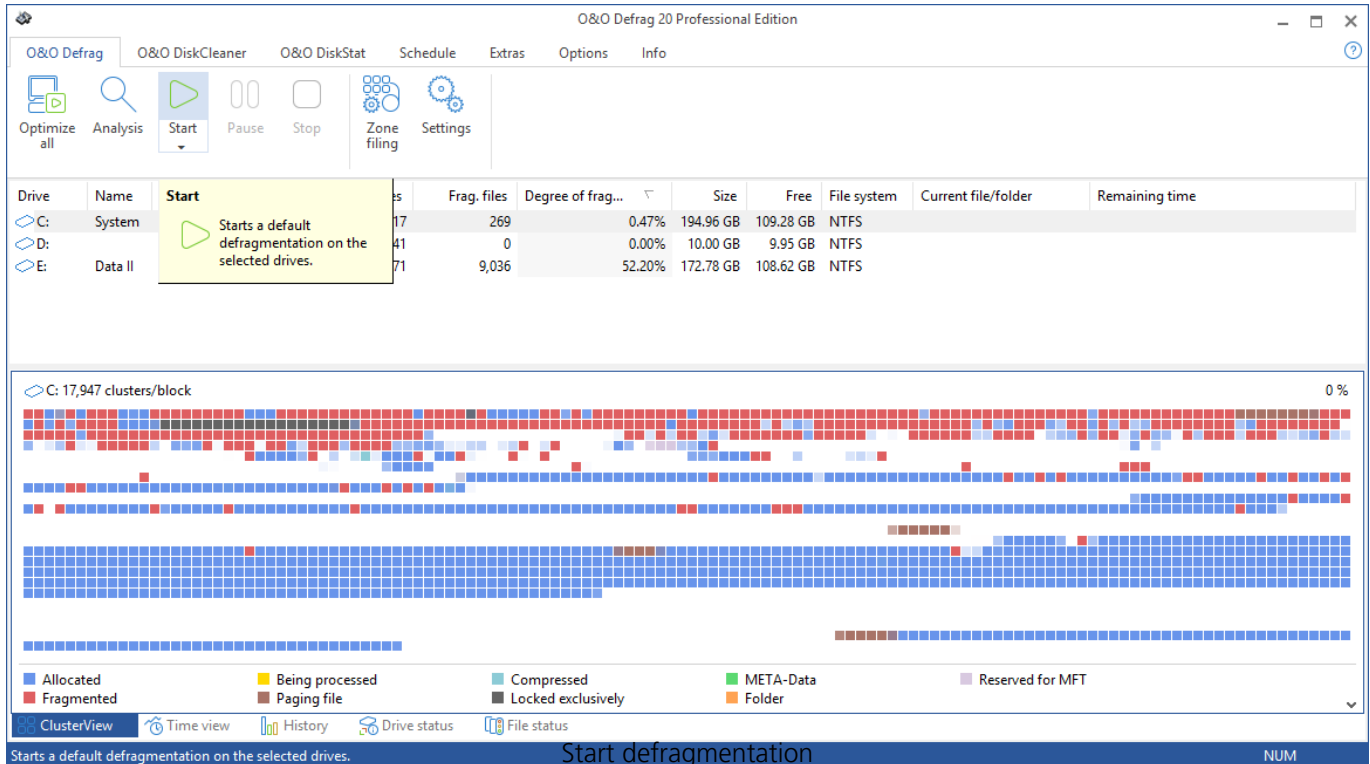 O&O Defrag 20 Professional Edition
O&O Defrag O&O DiskCleaner O&O DiskStat Schedule Extras Options Info
Optimize all Analysis Start Pause Stop Zone filing Settings
Drive Name es Frag. files Degree of frag... Size Free File system Current file/folder Remaining time
Start
Starts a default
defragmentation on the
selected drives.
C: System 17 269 0.47% 194.96 GB 109.28 GB NTFS
D: 41 0 0.00% 10.00 GB 9.95 GB NTFS
E: Data II 71 9,036 52.20% 172.78 GB 108.62 GB NTFS
C: 17,947 clusters/block 0 %
Allocated Being processed Compressed META-Data Reserved for MFT
Fragmented Paging file Locked exclusively Folder
ClusterView Time view History Drive status File status
Starts a default defragmentation on the selected drives. Start defragmentation NUM